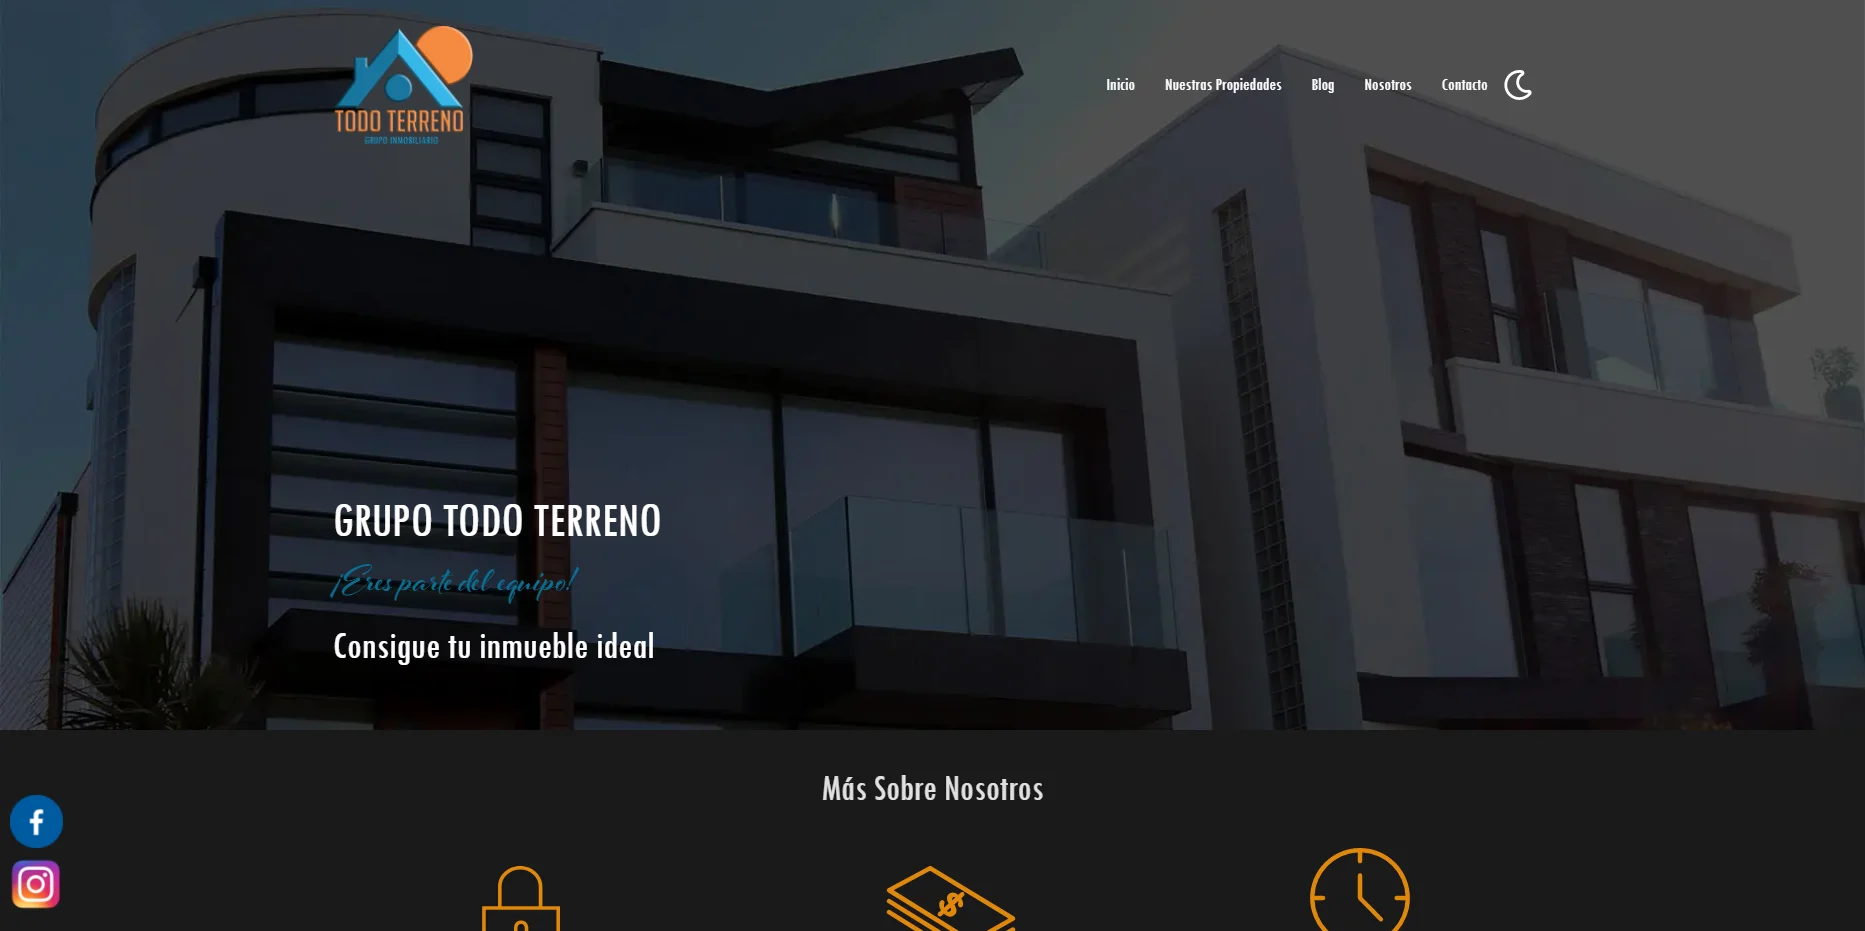 TODO TERRENO
GRUPO INMOBILIARIO
Inicio
Nuestras Propiedades
Blog
Nosotros
Contacto
GRUPO TODO TERRENO
¡Eres parte del equipo!
Consigue tu inmueble ideal
Más Sobre Nosotros
$